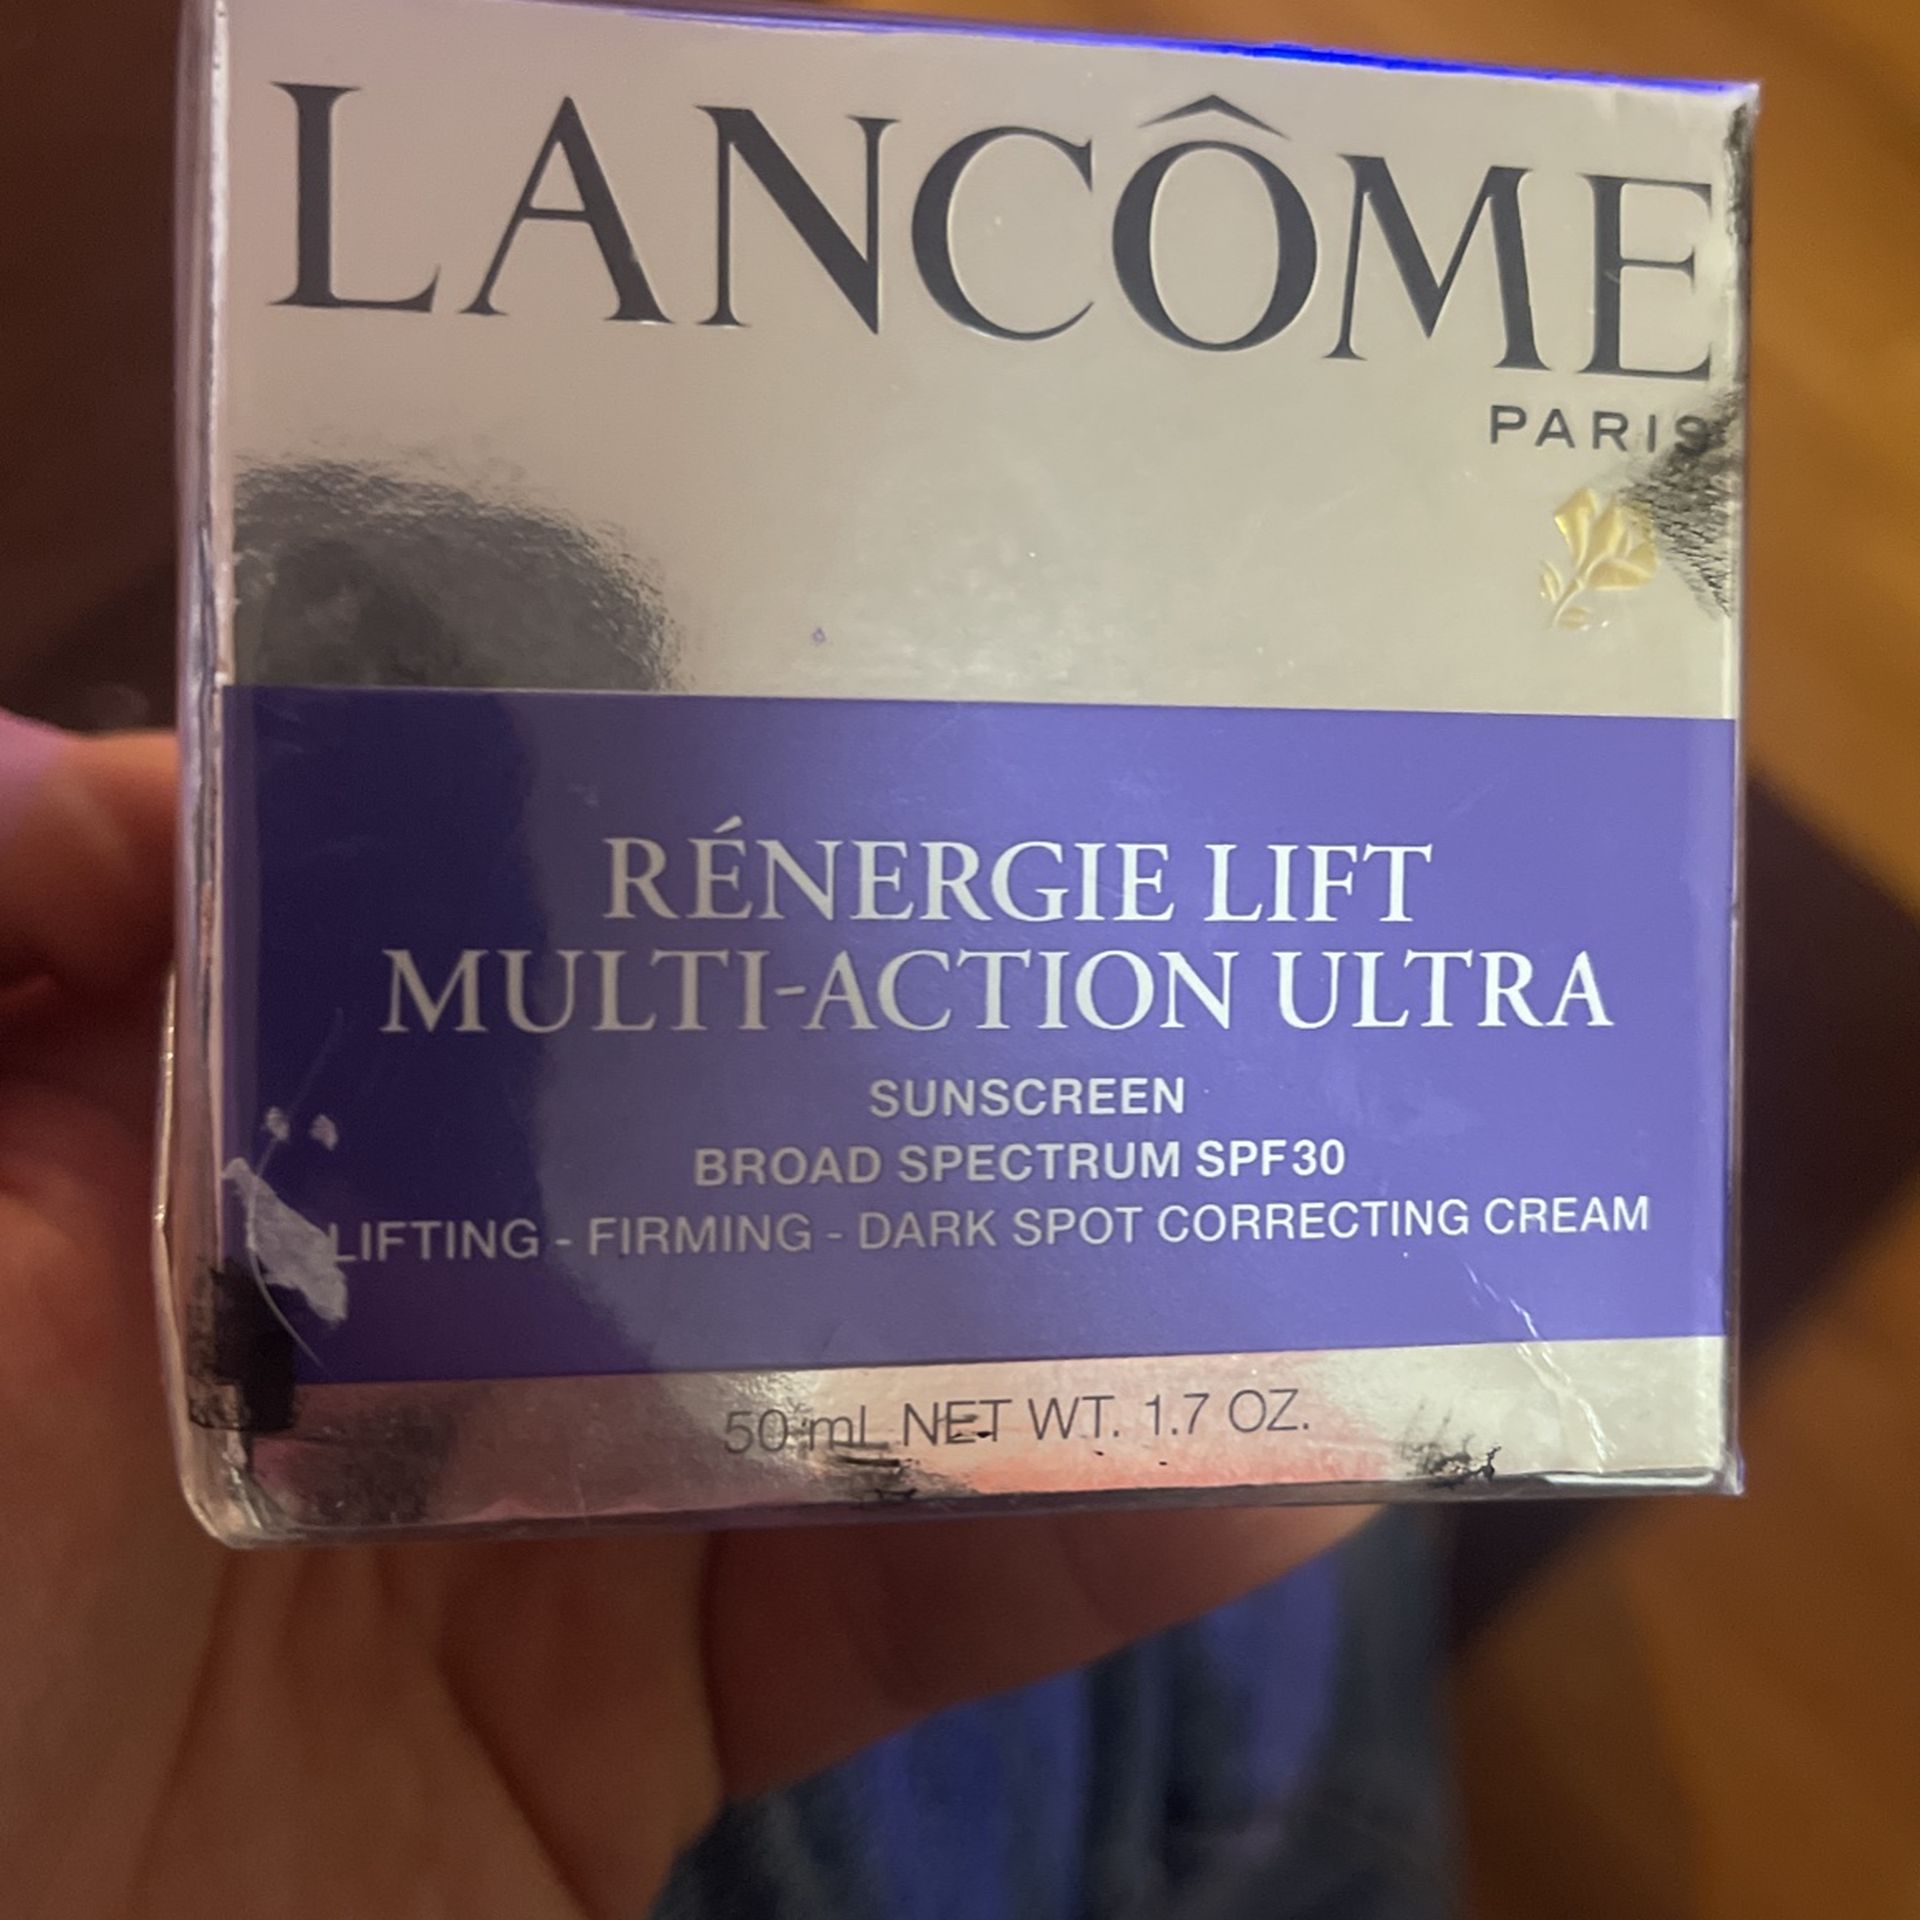 LANCÔME
PARIS
RÉNERGIE LIFT
MULTI-ACTION ULTRA
SUNSCREEN
BROAD SPECTRUM SPF30
LIFTING - FIRMING - DARK SPOT CORRECTING CREAM
50 mL NET WT. 1.7 OZ.